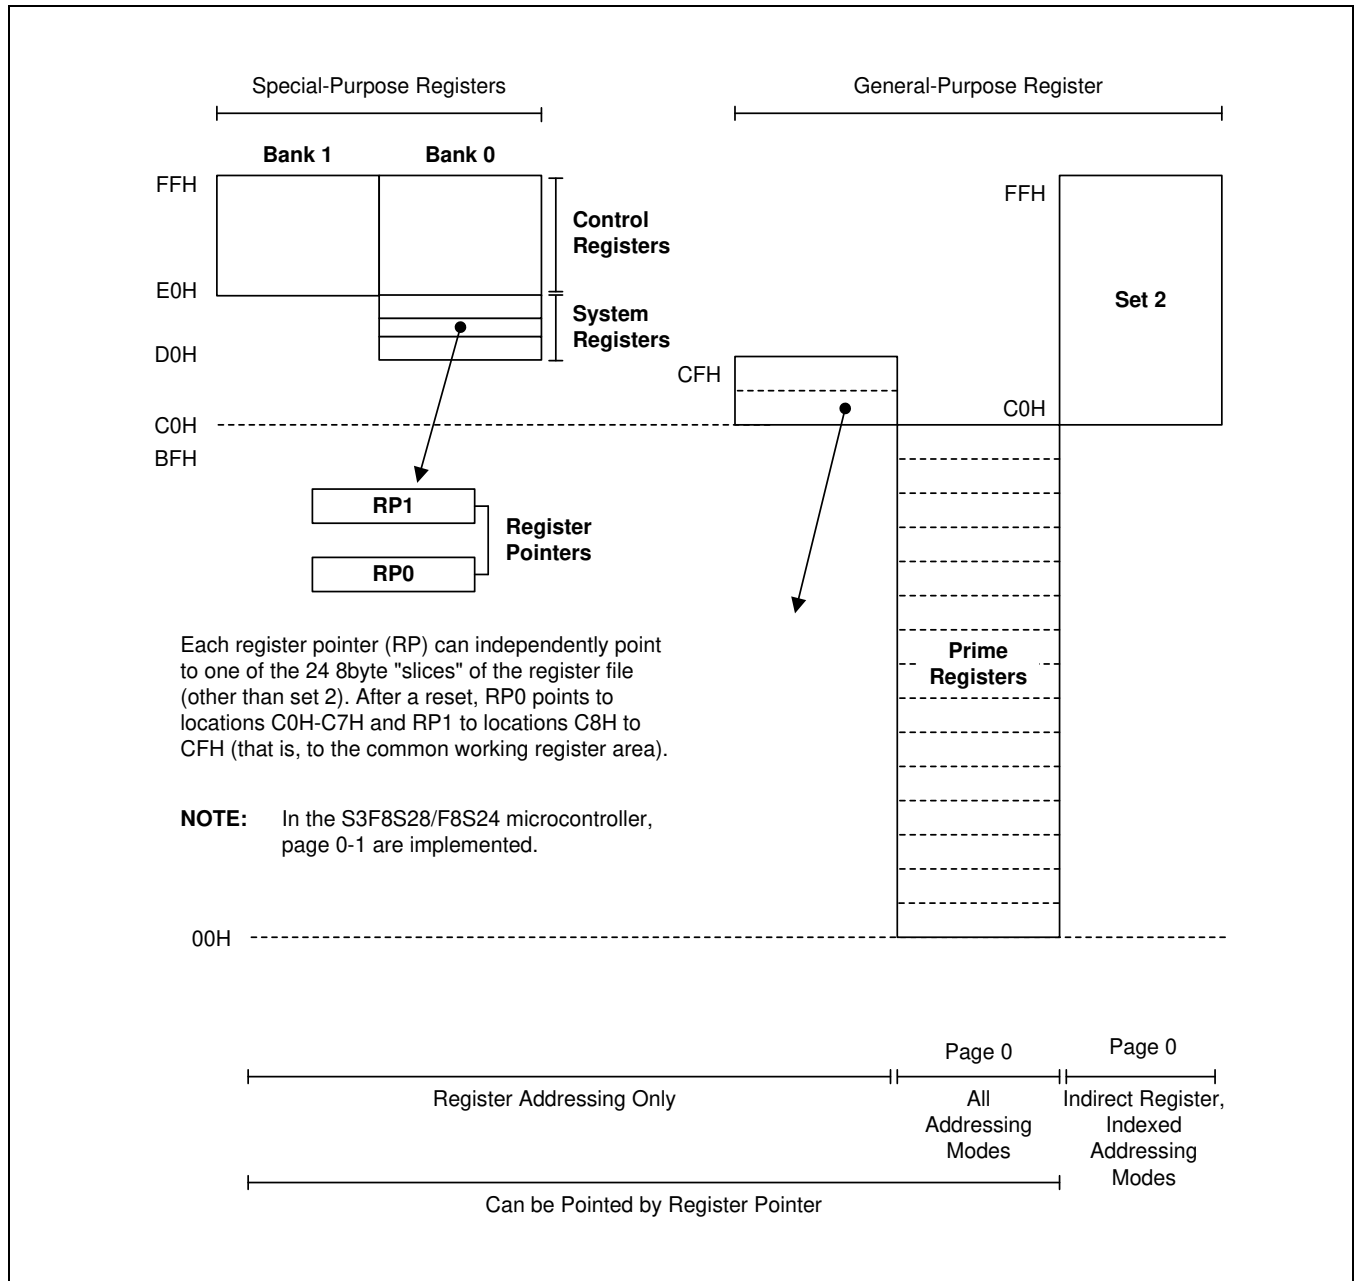 Special-Purpose Registers
General-Purpose Register
Bank 1
Bank 0
FFH
FFH
Control
Registers
E0H
Set 2
System
Registers
D0H
CFH
C0H
C0H
BFH
RP1
Register
Pointers
RP0
Each register pointer (RP) can independently point
to one of the 24 8byte "slices" of the register file
(other than set 2). After a reset, RP0 points to
locations C0H-C7H and RP1 to locations C8H to
CFH (that is, to the common working register area).
Prime
Registers
NOTE: In the S3F8S28/F8S24 microcontroller,
page 0-1 are implemented.
00H
Page 0
Page 0
Register Addressing Only
All
Addressing
Modes
Indirect Register,
Indexed
Addressing
Modes
Can be Pointed by Register Pointer